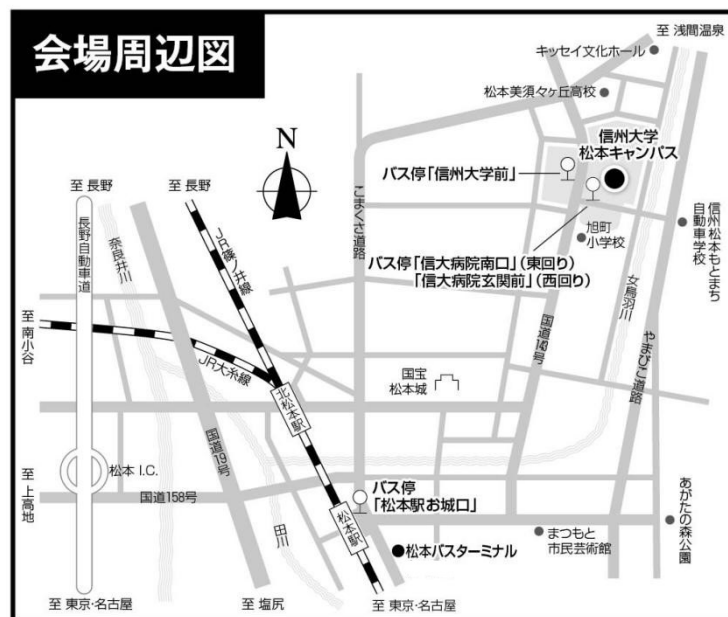 会場周辺図
至 浅間温泉
キッセイ文化ホール
松本美須々ヶ丘高校
N
信州大学
松本キャンパス
バス停「信州大学前」
至 長野
至 長野
こまくさ道路
長野自動車道
奈良井川
JR篠ノ井線
旭町
小学校
信州松本もとまち
自動車学校
バス停「信大病院南口」(東回り)
「信大病院玄関前」(西回り)
女鳥羽川
至 南小谷
JR大糸線
国道143号
やまびこ道路
国宝
松本城
北松本駅
国道19号
松本 I.C.
至 上高地
国道158号
バス停
「松本駅お城口」
あがたの森公園
田川
松本駅
松本バスターミナル
まつもと
市民芸術館
至 東京・名古屋
至 塩尻
至 東京・名古屋